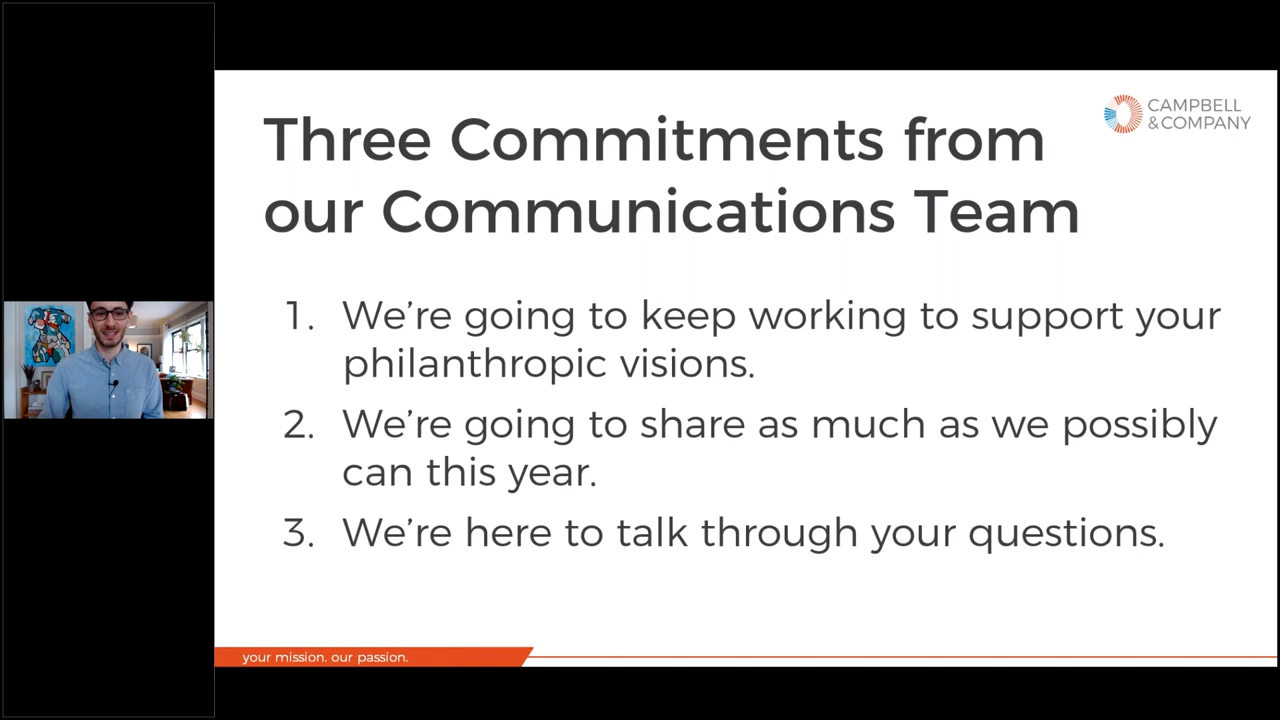 CAMPBELL
&COMPANY
Three Commitments from
our Communications Team
1. We’re going to keep working to support your
philanthropic visions.
2. We’re going to share as much as we possibly
can this year.
3. We’re here to talk through your questions.
your mission. our passion.